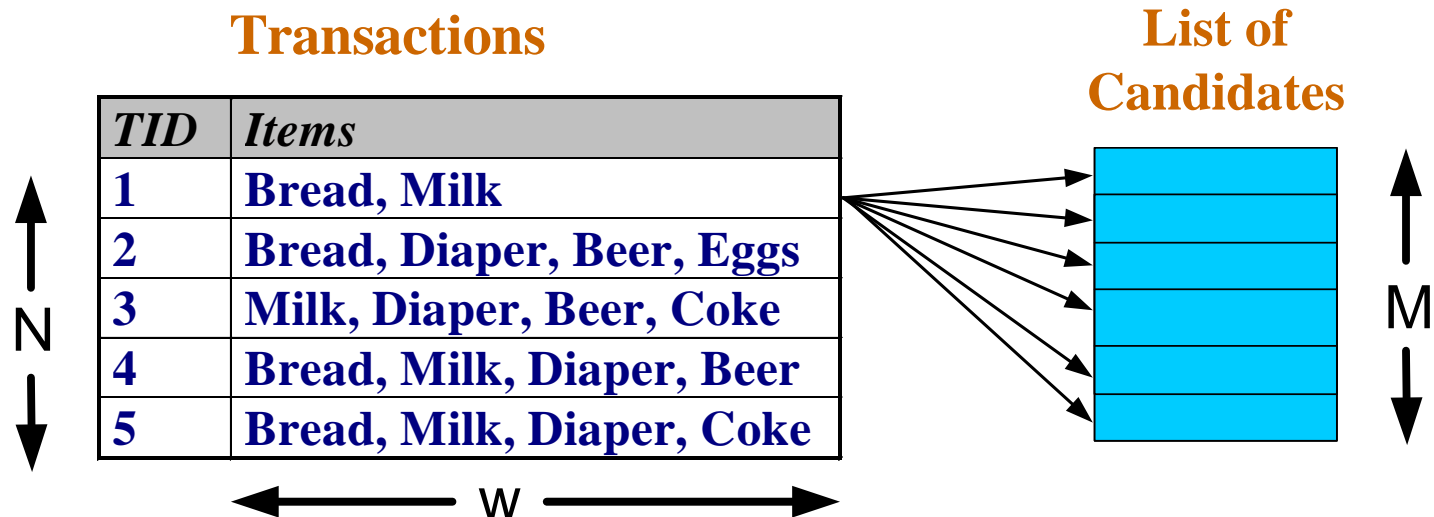 Transactions
List of
Candidates
TID Items
1 Bread, Milk
2 Bread, Diaper, Beer, Eggs
3 Milk, Diaper, Beer, Coke
4 Bread, Milk, Diaper, Beer
5 Bread, Milk, Diaper, Coke
N
M
w